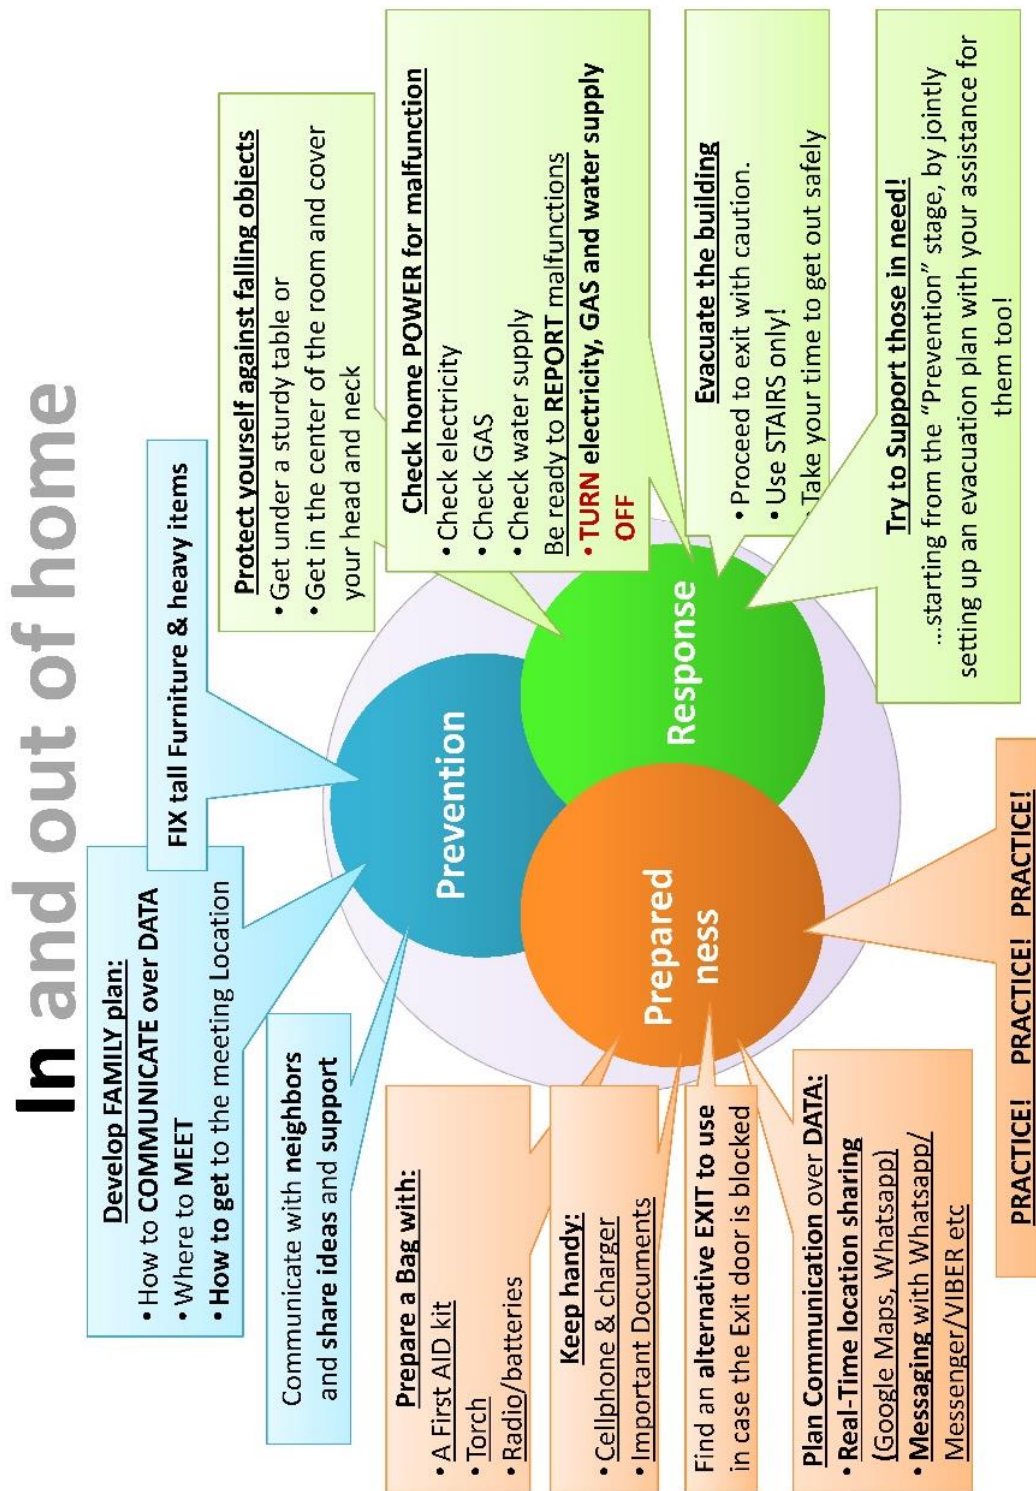 In and out of home
Develop FAMILY plan:
• How to COMMUNICATE over DATA
• Where to MEET
• How to get to the meeting Location
FIX tall Furniture & heavy items
Communicate with neighbors
and share ideas and support
Prevention
Prepare a Bag with:
• A First AID kit
• Torch
• Radio/batteries
Keep handy:
• Cellphone & charger
• Important Documents
Find an alternative EXIT to use
in case the Exit door is blocked
Plan Communication over DATA:
• Real-Time location sharing
(Google Maps, Whatsapp)
• Messaging with Whatsapp/
Messenger/VIBER etc
Prepared
ness
PRACTICE! PRACTICE! PRACTICE!
Response
Protect yourself against falling objects
• Get under a sturdy table or
• Get in the center of the room and cover
your head and neck
Check home POWER for malfunction
• Check electricity
• Check GAS
• Check water supply
Be ready to REPORT malfunctions
• TURN electricity, GAS and water supply
OFF
Evacuate the building
• Proceed to exit with caution.
• Use STAIRS only!
• Take your time to get out safely
Try to Support those in need!
...starting from the “Prevention” stage, by jointly
setting up an evacuation plan with your assistance for
them too!